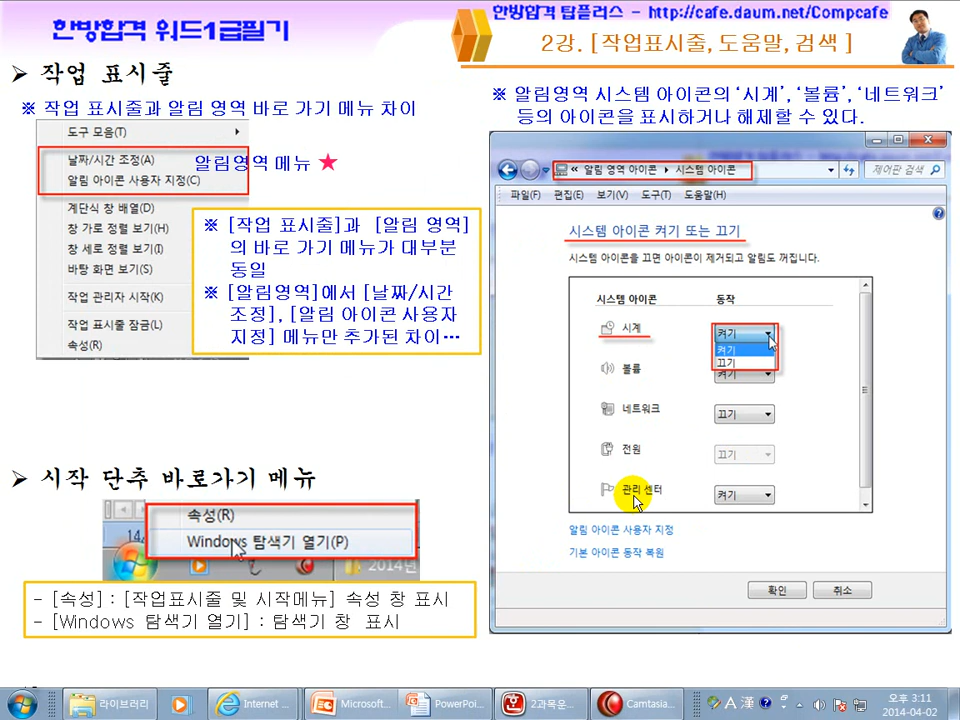 한방합격 워드1급필기
한방합격 탑플러스 - http://cafe.daum.net/Compcafe
2강. [작업표시줄, 도움말, 검색 ]
➢ 작업 표시줄
※ 작업 표시줄과 알림 영역 바로 가기 메뉴 차이
도구 모음(T)
날짜/시간 조정(A)
알림 아이콘 사용자 지정(C)
알림영역 메뉴 ★
계단식 창 배열(D)
창 가로 정렬 보기(H)
창 세로 정렬 보기(I)
바탕 화면 보기(S)
작업 관리자 시작(K)
작업 표시줄 잠금(L)
속성(R)
※ [작업 표시줄]과 [알림 영역]
의 바로 가기 메뉴가 대부분
동일
※ [알림영역]에서 [날짜/시간
조정], [알림 아이콘 사용자
지정] 메뉴만 추가된 차이…
➢ 시작 단추 바로가기 메뉴
속성(R)
Windows 탐색기 열기(P)
14
2014년
- [속성] : [작업표시줄 및 시작메뉴] 속성 창 표시
- [Windows 탐색기 열기] : 탐색기 창 표시
※ 알림영역 시스템 아이콘의 ‘시계’, ‘볼륨’, ‘네트워크’
등의 아이콘을 표시하거나 해제할 수 있다.
« 알림 영역 아이콘 ▸ 시스템 아이콘
제어판 검색
파일(F) 편집(E) 보기(V) 도구(T) 도움말(H)
시스템 아이콘 켜기 또는 끄기
시스템 아이콘을 끄면 아이콘이 제거되고 알림도 꺼집니다.
시스템 아이콘 동작
시계 켜기
켜기
끄기
볼륨 켜기
네트워크 끄기
전원 끄기
관리 센터 켜기
알림 아이콘 사용자 지정
기본 아이콘 동작 복원
확인 취소
라이브러리 Internet ... Microsoft... PowerPoi... 2과목운... Camtasia... A 漢
오후 3:11
2014-04-02